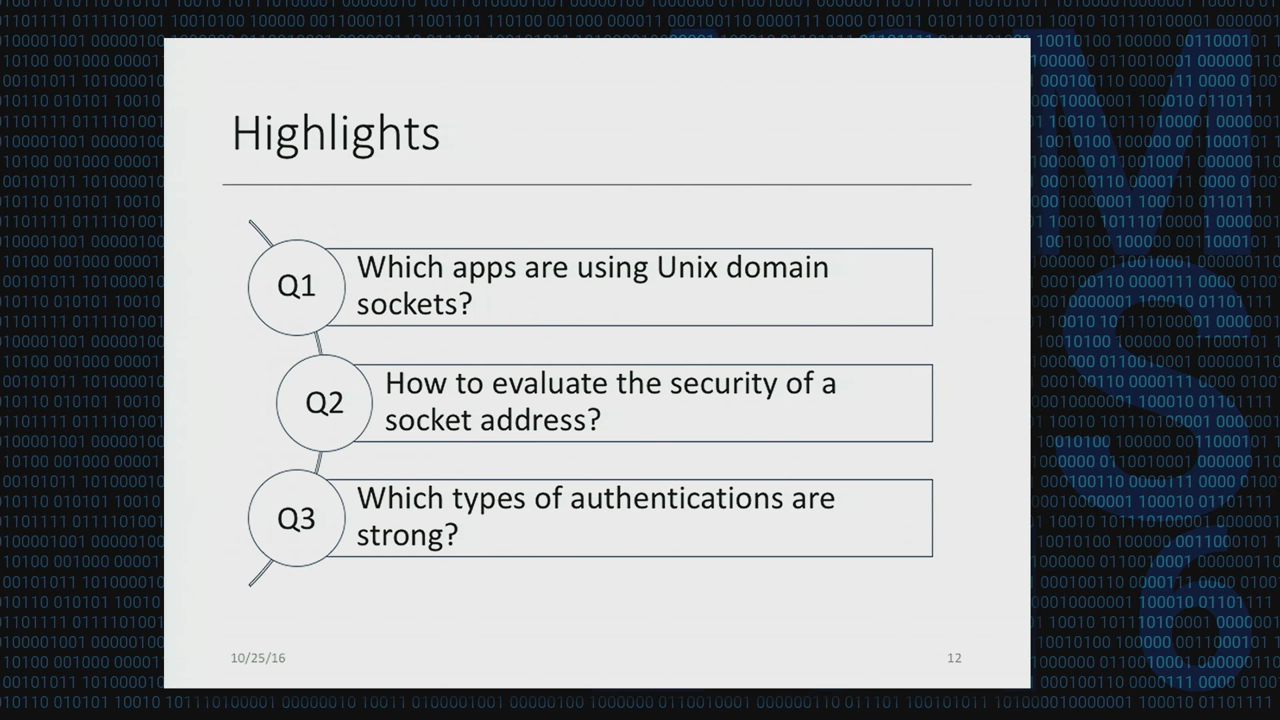 Highlights
Q1
Which apps are using Unix domain
sockets?
Q2
How to evaluate the security of a
socket address?
Q3
Which types of authentications are
strong?
10/25/16
12